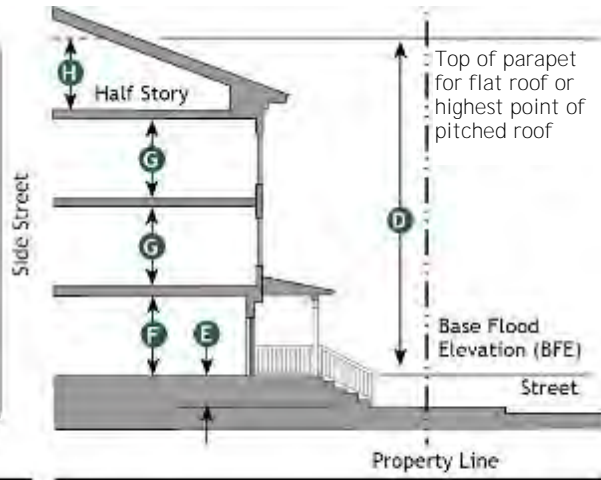 H
Half Story
Top of parapet
for flat roof or
highest point of
pitched roof
G
Side Street
G
D
F
E
Base Flood
Elevation (BFE)
Street
Property Line